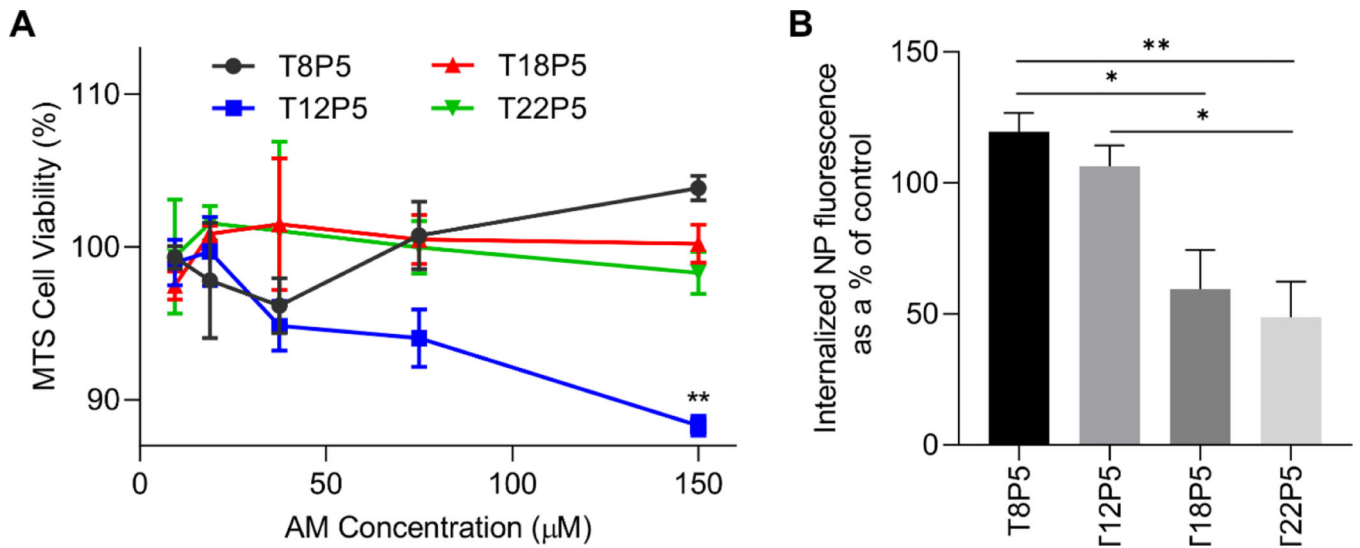 A
T8P5
T12P5
T18P5
T22P5
MTS Cell Viability (%)
110
100
90
0
50
100
150
**
AM Concentration (μM)
B
Internalized NP fluorescence
as a % of control
150
100
50
0
**
*
*
T8P5
T12P5
T18P5
T22P5